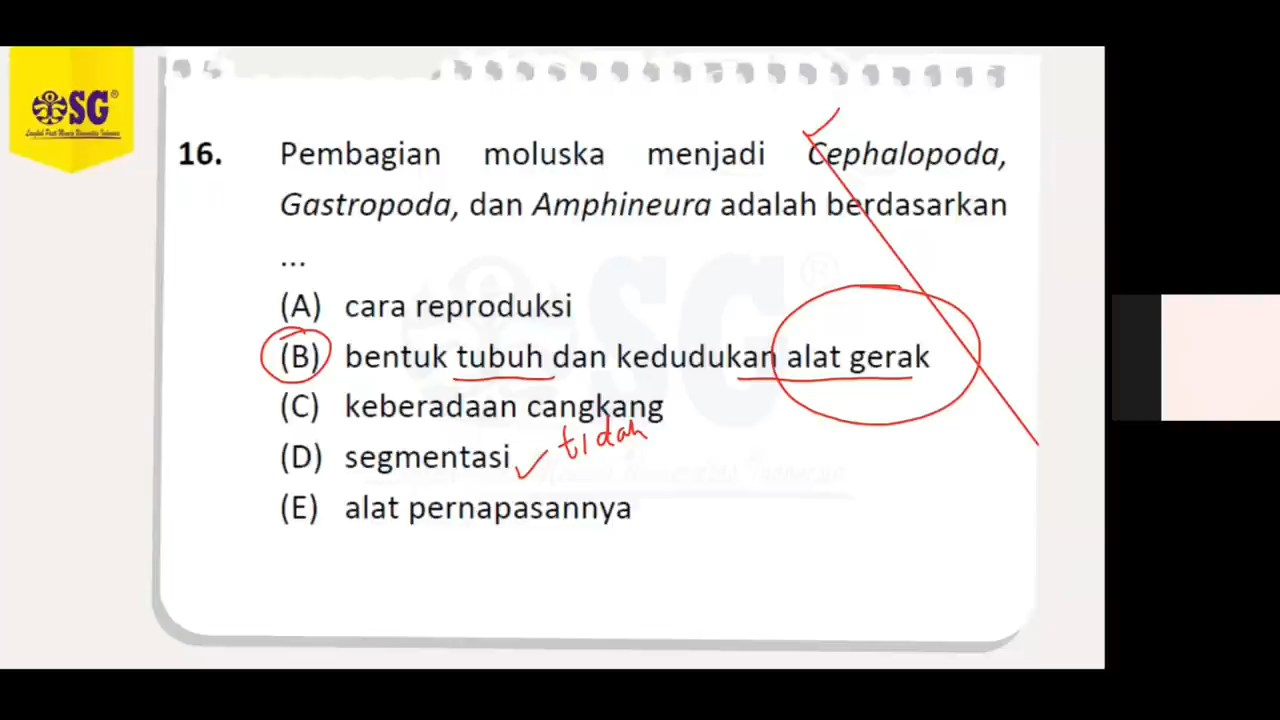 SG®
16. Pembagian moluska menjadi Cephalopoda,
Gastropoda, dan Amphineura adalah berdasarkan
...
(A) cara reproduksi
(B) bentuk tubuh dan kedudukan alat gerak
(C) keberadaan cangkang
tidak
(D) segmentasi
(E) alat pernapasannya